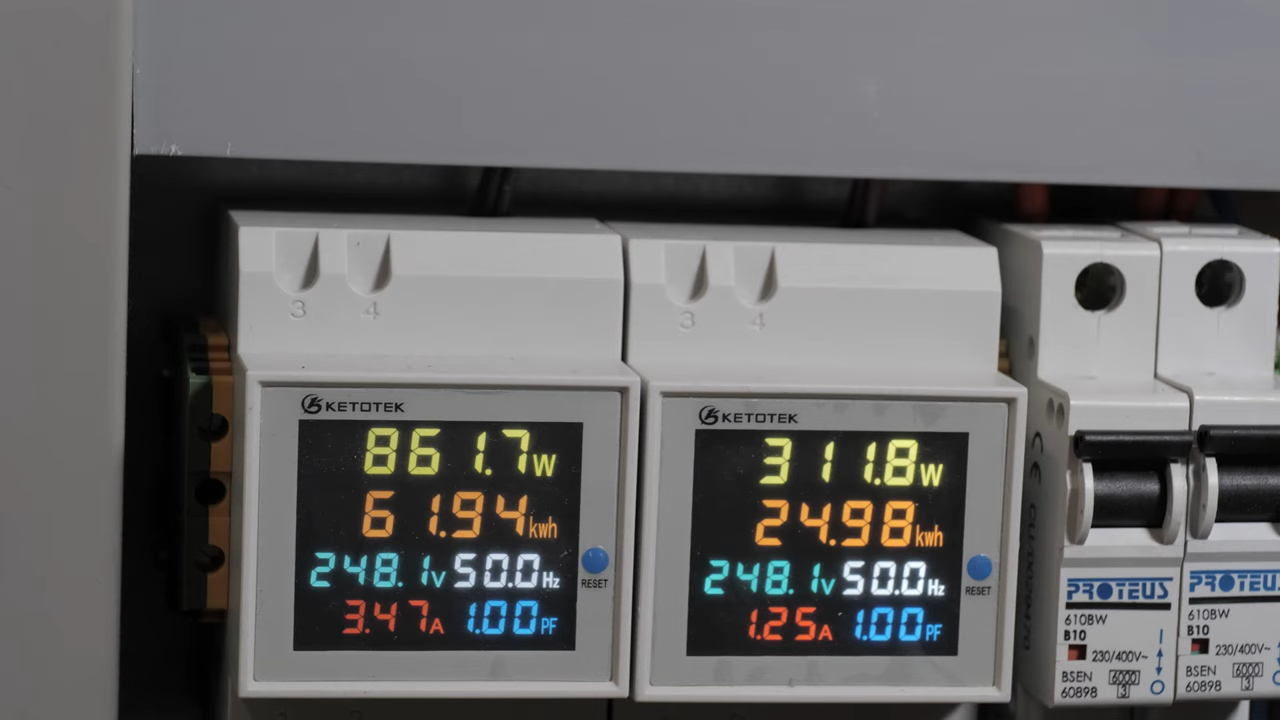 3 4
KETOTEK
861.7W
61.94kwh
248.1V 50.0Hz
3.47A 1.00PF
RESET
3 4
KETOTEK
311.8W
24.98kwh
248.1V 50.0Hz
1.25A 1.00PF
RESET
CE
PROTEUS
610BW
B10
230/400V~
BSEN 6000
60898 3
PROTEU
610BW
B10
230/400V~
BSEN 6000
60898 3